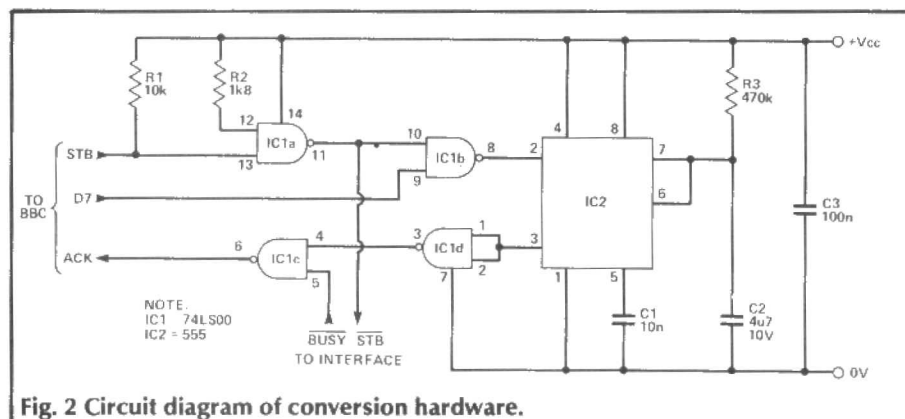 +Vcc
R1
10k
R2
1k8
R3
470k
14
12
IC1a
11
13
STB
10
IC1b
8
9
D7
TO
BBC
4
8
2
7
IC2
6
3
1
5
ACK
6
4
IC1c
5
3
1
IC1d
2
7
C1
10n
C2
4u7
10V
C3
100n
NOTE.
IC1 74LS00
IC2 = 555
BUSY STB
TO INTERFACE
0V
Fig. 2 Circuit diagram of conversion hardware.